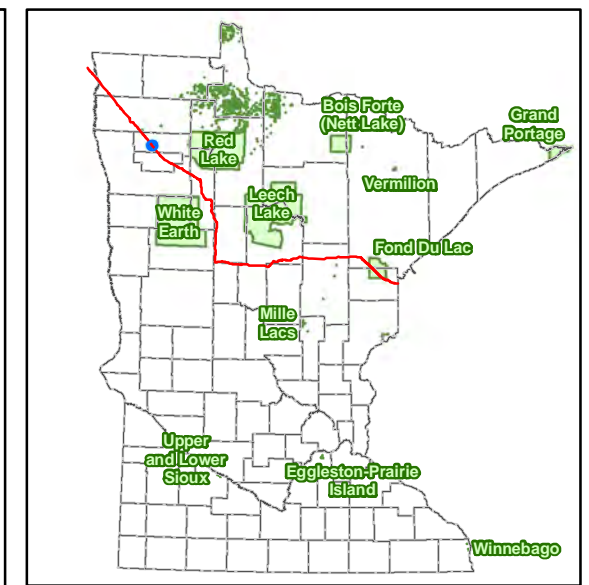 Bois Forte
(Nett Lake)
Grand
Portage
Red
Lake
Vermilion
Leech
Lake
White
Earth
Fond Du Lac
Mille
Lacs
Upper
and Lower
Sioux
Eggleston-Prairie
Island
Winnebago